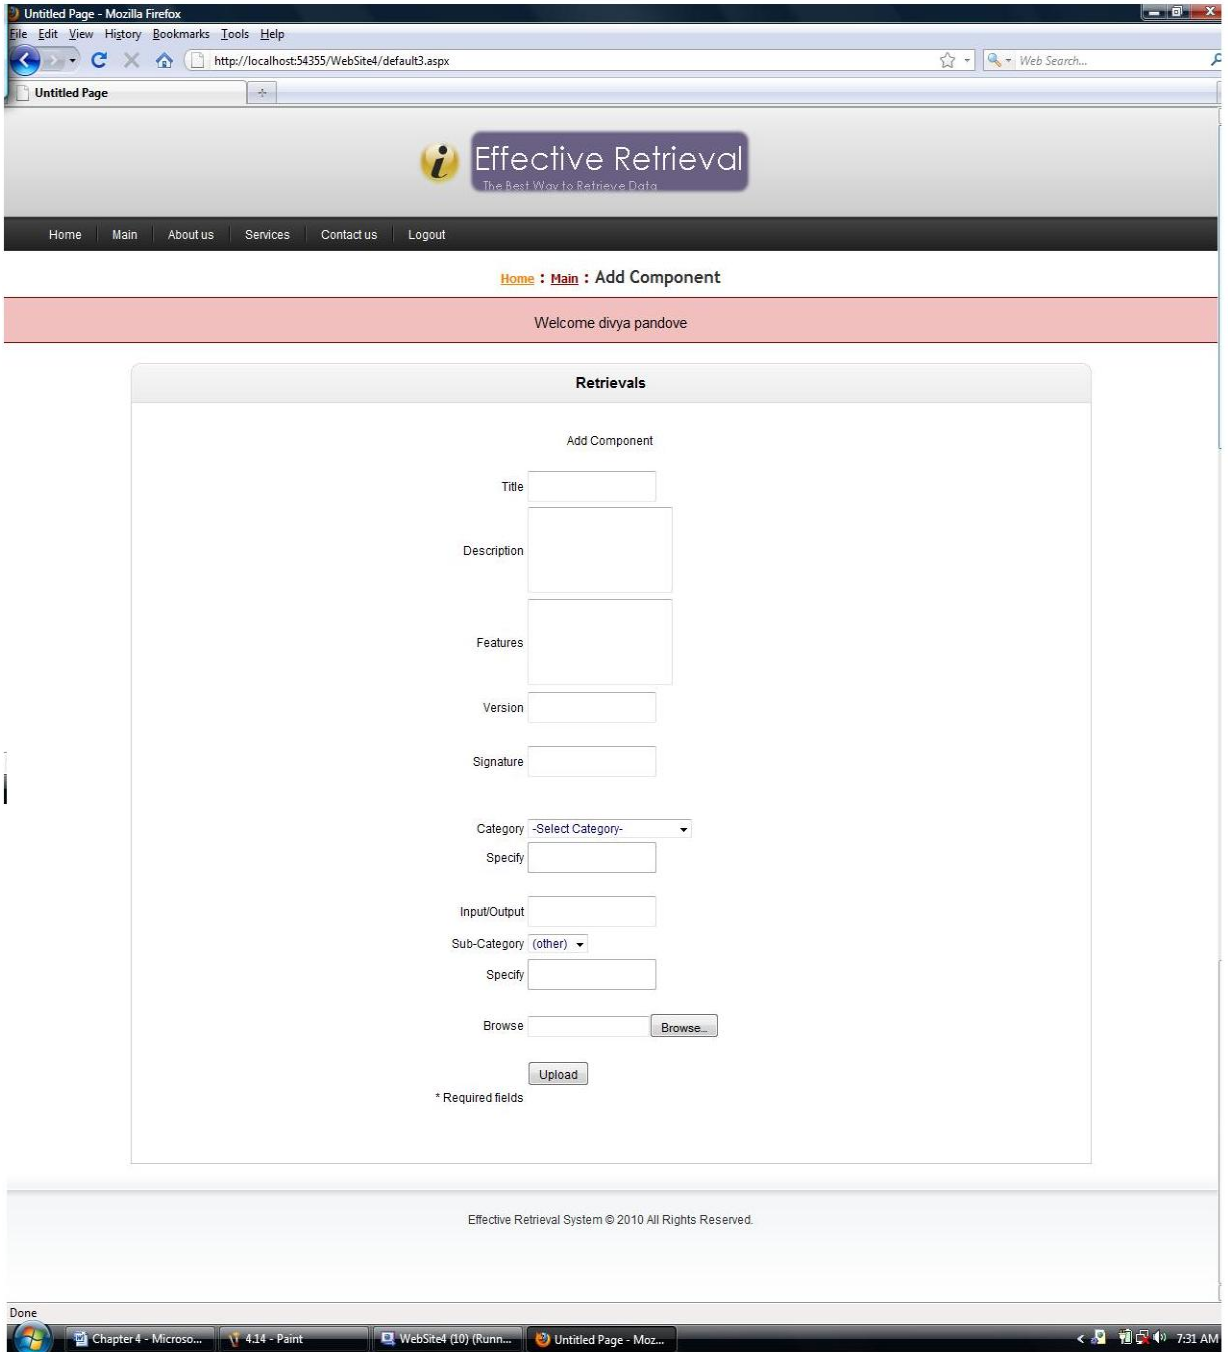 Untitled Page - Mozilla Firefox
File Edit View History Bookmarks Tools Help
http://localhost:54355/WebSite4/default3.aspx
Web Search...
Untitled Page
i Effective Retrieval
The Best Way to Retrieve Data
Home Main About us Services Contact us Logout
Home : Main : Add Component
Welcome divya pandove
Retrievals
Add Component
Title
Description
Features
Version
Signature
Category -Select Category-
Specify
Input/Output
Sub-Category (other)
Specify
Browse Browse...
Upload
* Required fields
Effective Retrieval System © 2010 All Rights Reserved.
Done
Chapter 4 - Microso... 4.14 - Paint WebSite4 (10) (Runn... Untitled Page - Moz... 7:31 AM